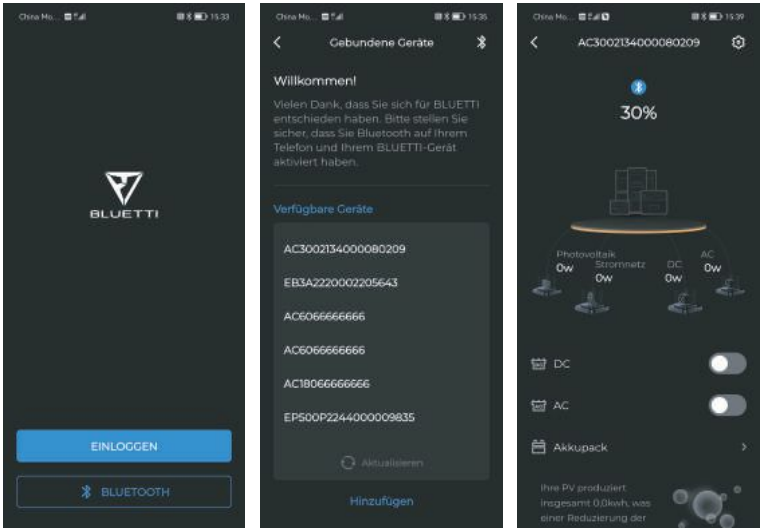 China Mo... 15:33
BLUETTI
EINLOGGEN
BLUETOOTH
China Mo... 15:35
Gebundene Geräte
Willkommen!
Vielen Dank, dass Sie sich für BLUETTI
entschieden haben. Bitte stellen Sie
sicher, dass Sie Bluetooth auf Ihrem
Telefon und Ihrem BLUETTI-Gerät
aktiviert haben.
Verfügbare Geräte
AC3002134000080209
EB3A2220002205643
AC6066666666
AC6066666666
AC18066666666
EP500P2244000009835
Aktualisieren
Hinzufügen
China Mo... 15:39
AC3002134000080209
30%
Photovoltaik
0w
Stromnetz
0w
DC
0w
AC
0w
DC
AC
Akkupack
Ihre PV produziert
insgesamt 0,0kwh, was
einer Reduzierung der